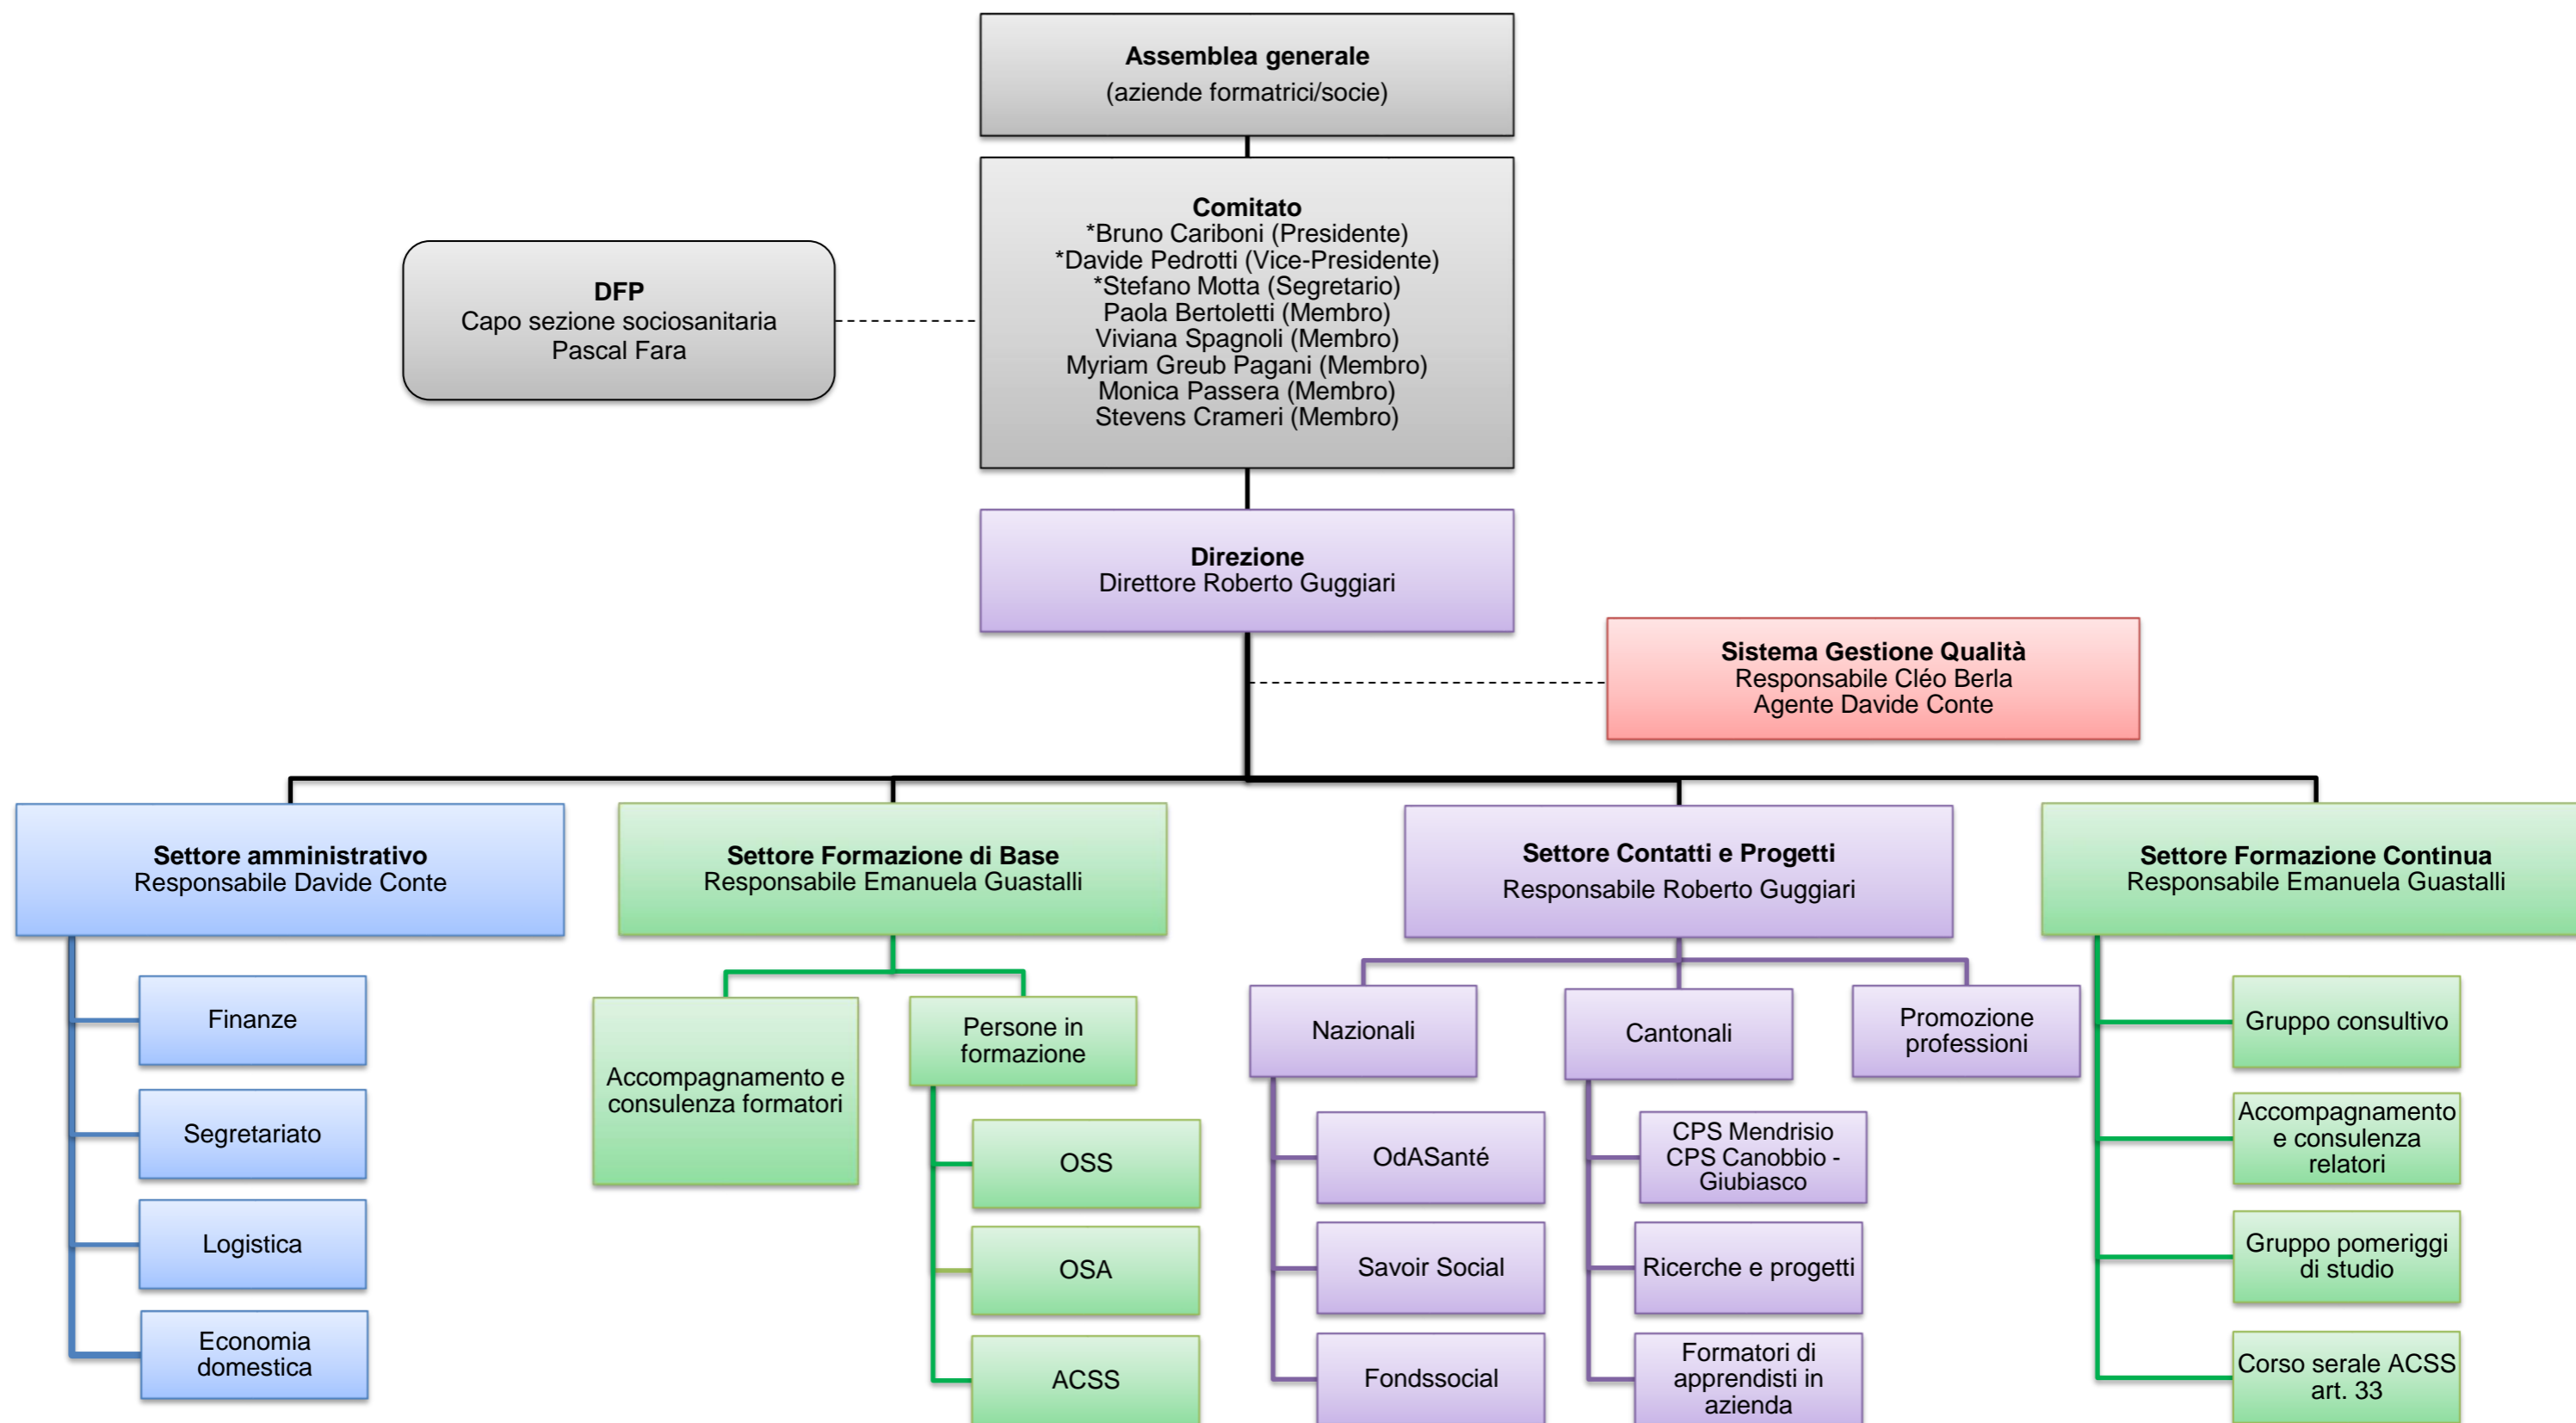 Assemblea generale
(aziende formatrici/socie)
Comitato
*Bruno Cariboni (Presidente)
*Davide Pedrotti (Vice-Presidente)
*Stefano Motta (Segretario)
Paola Bertoletti (Membro)
Viviana Spagnoli (Membro)
Myriam Greub Pagani (Membro)
Monica Passera (Membro)
Stevens Crameri (Membro)
DFP
Capo sezione sociosanitaria
Pascal Fara
Direzione
Direttore Roberto Guggiari
Sistema Gestione Qualità
Responsabile Cléo Berla
Agente Davide Conte
Settore amministrativo
Responsabile Davide Conte
Finanze
Segretariato
Logistica
Economia
domestica
Settore Formazione di Base
Responsabile Emanuela Guastalli
Accompagnamento e
consulenza formatori
Persone in
formazione
OSS
OSA
ACSS
Settore Contatti e Progetti
Responsabile Roberto Guggiari
Nazionali
OdASanté
Savoir Social
Fondssocial
Cantonali
CPS Mendrisio
CPS Canobbio -
Giubiasco
Ricerche e progetti
Formatori di
apprendisti in
azienda
Promozione
professioni
Settore Formazione Continua
Responsabile Emanuela Guastalli
Gruppo consultivo
Accompagnamento
e consulenza
relatori
Gruppo pomeriggi
di studio
Corso serale ACSS
art. 33